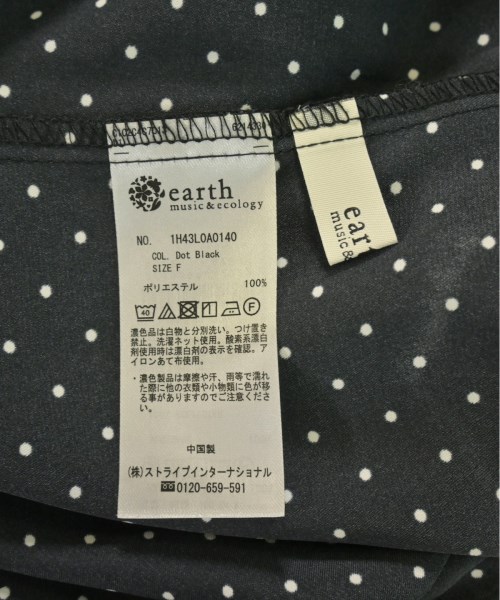 earth
music&ecology
NO. 1H43L0A0140
COL. Dot Black
SIZE F
ポリエステル 100%
40 F
濃色品は白物と分別洗い。つけ置き
禁止。洗濯ネット使用。酸素系漂白
剤使用時は漂白剤の表示を確認。ア
イロンあて布使用。
・濃色製品は摩擦や汗、雨等で濡れ
た際に他の衣類や小物類に色が移
る事がありますのでご注意くださ
い。
中国製
(株)ストライプインターナショナル
0120-659-591
eart
music&